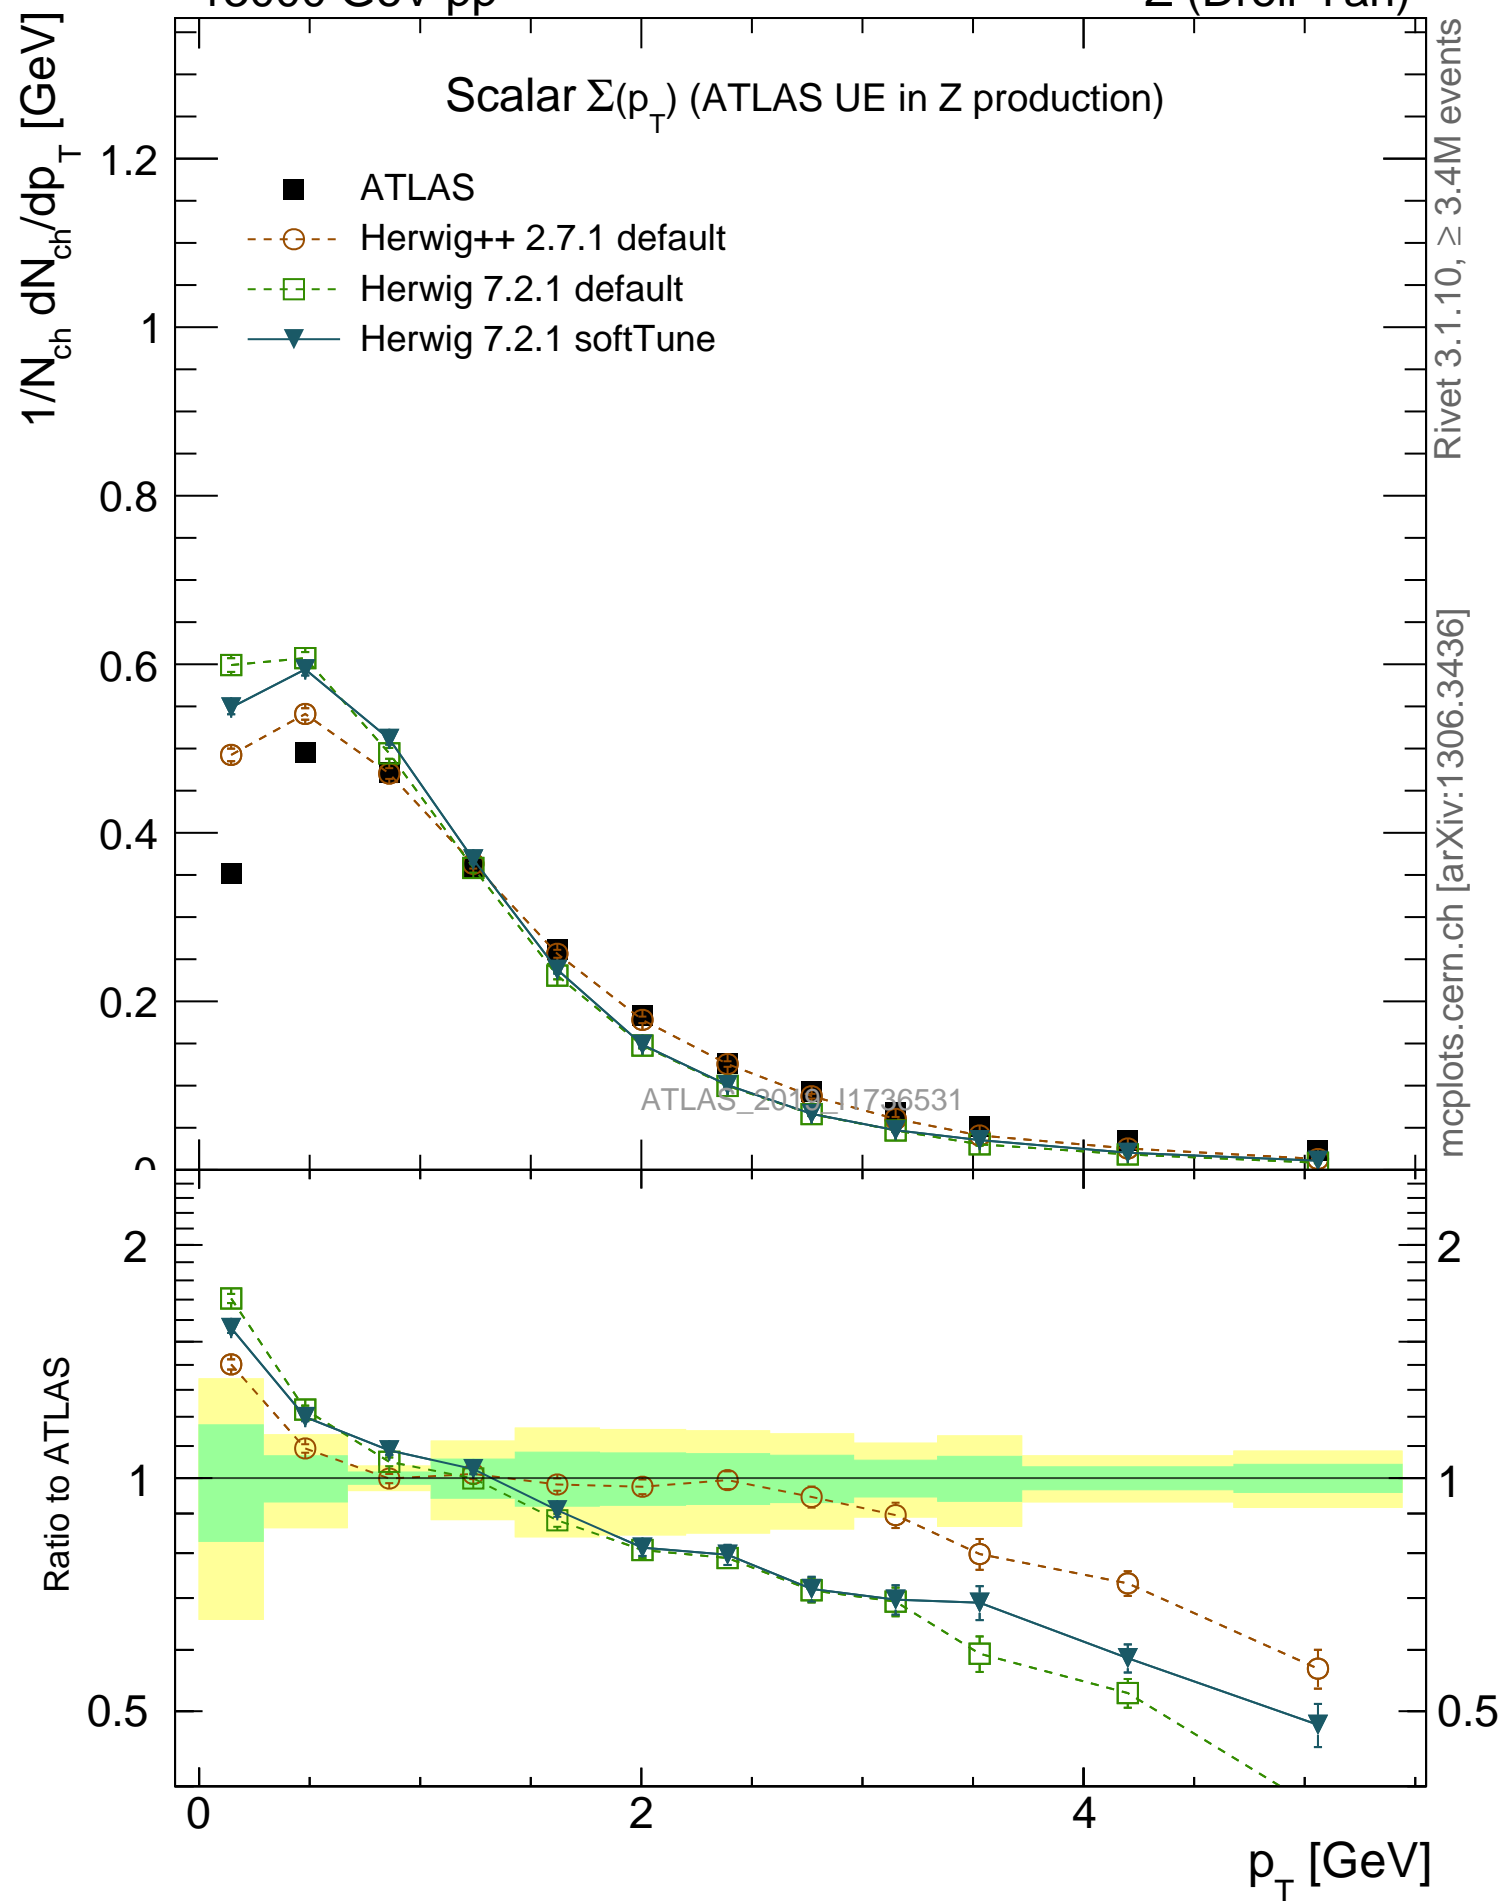 Scalar Σ(p_T) (ATLAS UE in Z production)
1/N_ch dN_ch/dp_T [GeV]
ATLAS
Herwig++ 2.7.1 default
Herwig 7.2.1 default
Herwig 7.2.1 softTune
1.2
1
0.8
0.6
0.4
0.2
0
ATLAS_2019_I1736531
Rivet 3.1.10, ≥ 3.4M events
mcplots.cern.ch [arXiv:1306.3436]
Ratio to ATLAS
2
1
0.5
2
1
0.5
0
2
4
p_T [GeV]